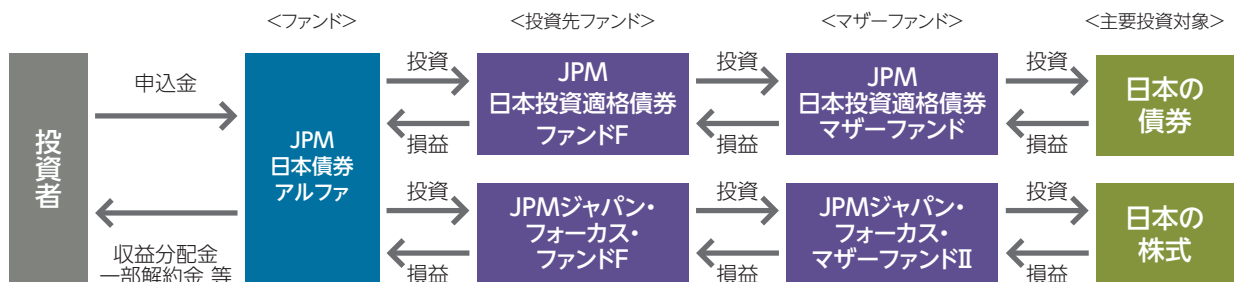 <ファンド>
<投資先ファンド>
<マザーファンド>
<主要投資対象>
投資者
申込金
収益分配金
一部解約金 等
JPM
日本債券
アルファ
投資
損益
JPM
日本投資適格債券
ファンドF
投資
損益
JPM
日本投資適格債券
マザーファンド
投資
損益
日本の
債券
投資
損益
JPMジャパン・
フォーカス・
ファンドF
投資
損益
JPMジャパン・
フォーカス・
マザーファンドⅡ
投資
損益
日本の
株式